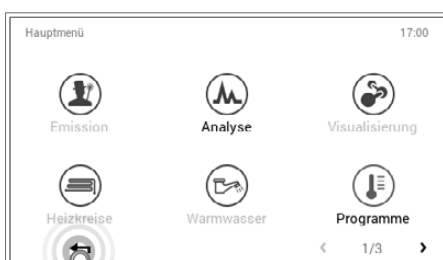 Hauptmenü 17:00
Emission Analyse Visualisierung
Heizkreise Warmwasser Programme
< 1/3 >